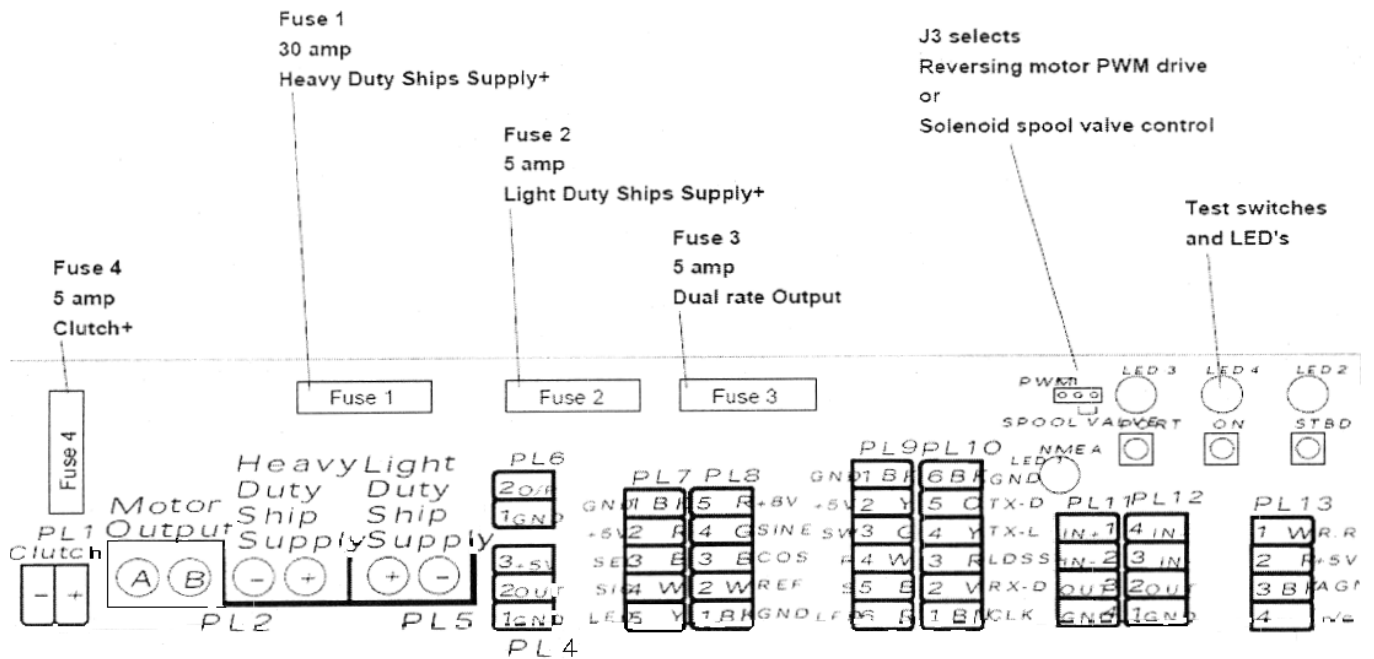 Fuse 1
30 amp
Heavy Duty Ships Supply+
J3 selects
Reversing motor PWM drive
or
Solenoid spool valve control
Fuse 2
5 amp
Light Duty Ships Supply+
Test switches
and LED's
Fuse 3
5 amp
Dual rate Output
Fuse 4
5 amp
Clutch+
Fuse 4
Fuse 1
Fuse 2
Fuse 3
PWM
LED 3
LED 4
LED 2
SPOOL VALVE
PORT
ON
STBD
NMEA
LED 1
PL1
Clutch
- +
Motor
Output
A B
Heavy
Duty
Ship
Supply
- +
PL2
Light
Duty
Ship
Supply
+ -
PL5
PL6
2 O/P
1 GND
3 +5V
2 OUT
1 GND
PL 4
PL7 PL8
GND 1 BK 5 R +8V
+5V 2 R 4 G SINE
3 B 3 B COS
4 W 2 W REF
5 Y 1 BK GND
PL9 PL10
GND 1 BK 6 BK GND
+5V 2 Y 5 TX-D
SW 3 G 4 Y TX-L
4 W 3 R LDSS
5 B 2 V RX-D
6 R 1 BN CLK
PL11 PL12
IN+ 1 4 IN
IN- 2 3 IN
OUT 3 2 OUT
GND 4 1 GND
PL13
1 W R.R
2 R +5V
3 BK
4 n/c